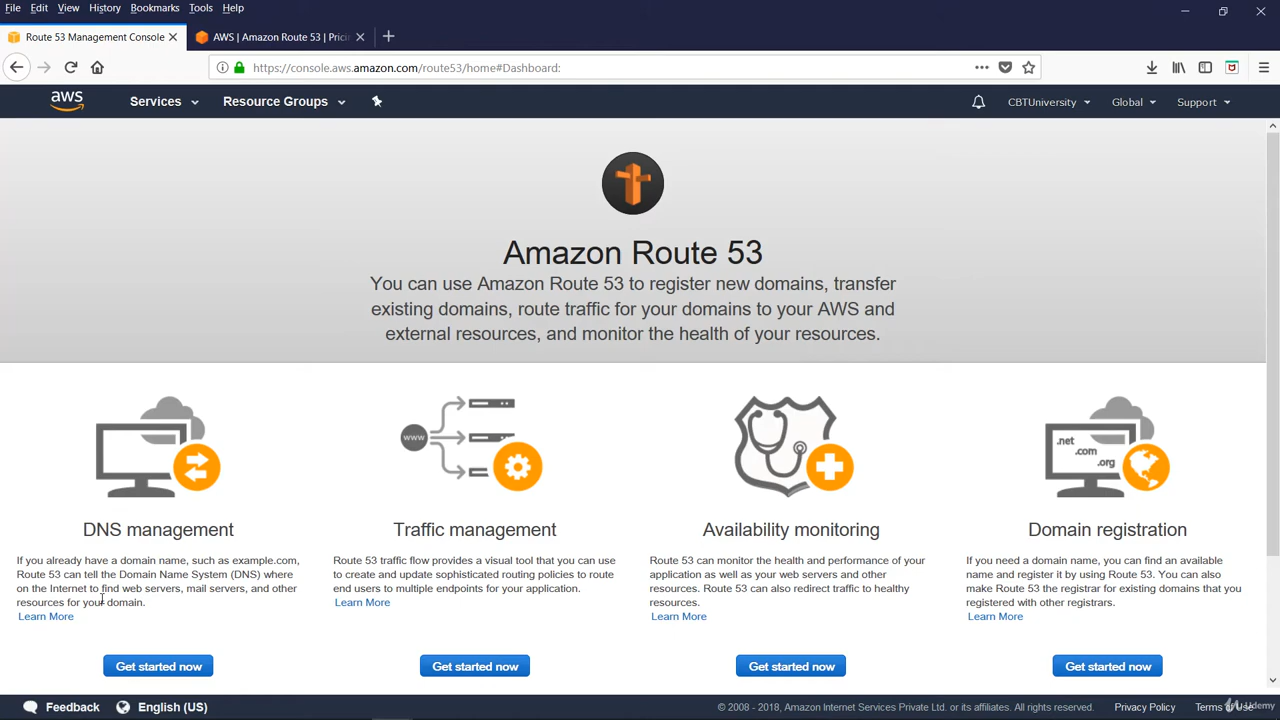 File Edit View History Bookmarks Tools Help
Route 53 Management Console
AWS | Amazon Route 53 | Prici
https://console.aws.amazon.com/route53/home#Dashboard:
aws Services Resource Groups CBTUniversity Global Support
Amazon Route 53
You can use Amazon Route 53 to register new domains, transfer
existing domains, route traffic for your domains to your AWS and
external resources, and monitor the health of your resources.
www
.net
.com
.org
DNS management
If you already have a domain name, such as example.com,
Route 53 can tell the Domain Name System (DNS) where
on the Internet to find web servers, mail servers, and other
resources for your domain.
Learn More
Get started now
Traffic management
Route 53 traffic flow provides a visual tool that you can use
to create and update sophisticated routing policies to route
end users to multiple endpoints for your application.
Learn More
Get started now
Availability monitoring
Route 53 can monitor the health and performance of your
application as well as your web servers and other
resources. Route 53 can also redirect traffic to healthy
resources.
Learn More
Get started now
Domain registration
If you need a domain name, you can find an available
name and register it by using Route 53. You can also
make Route 53 the registrar for existing domains that you
registered with other registrars.
Learn More
Get started now
Feedback English (US) © 2008 - 2018, Amazon Internet Services Private Ltd. or its affiliates. All rights reserved. Privacy Policy Terms of Use
Udemy